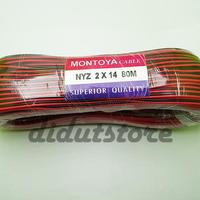 MONTOYA CABLE
NYZ 2 X 14 80M
SUPERIOR QUALITY
didutstore